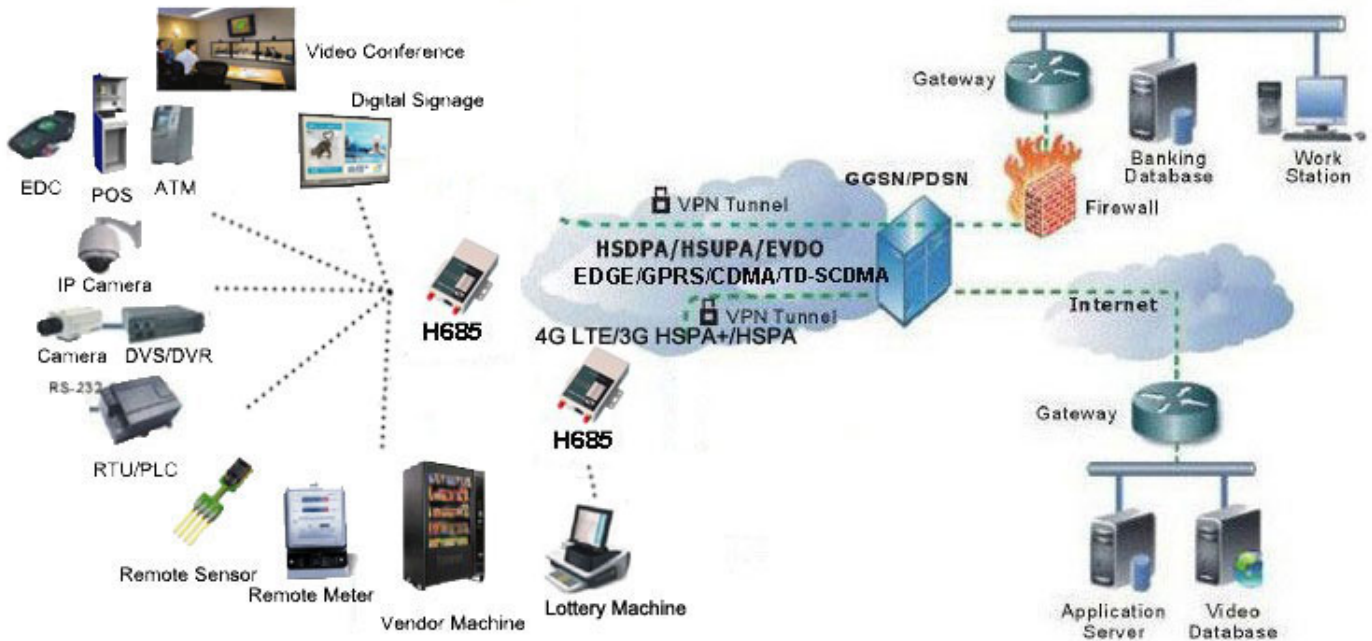 Video Conference
Digital Signage
EDC
POS
ATM
IP Camera
Camera
DVS/DVR
RS-232
RTU/PLC
Remote Sensor
Remote Meter
Vendor Machine
Lottery Machine
H685
H685
VPN Tunnel
HSDPA/HSUPA/EVDO
EDGE/GPRS/CDMA/TD-SCDMA
VPN Tunnel
4G LTE/3G HSPA+/HSPA
GGSN/PDSN
Gateway
Firewall
Banking
Database
Work
Station
Internet
Gateway
Application
Server
Video
Database